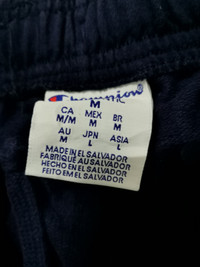 Champion
M
CA MEX BR
M/M M M
AU JPN ASIA
M L L
MADE IN EL SALVADOR
FABRIQUÉ AU SALVADOR
HECHO EN EL SALVADOR
FEITO EM EL SALVADOR